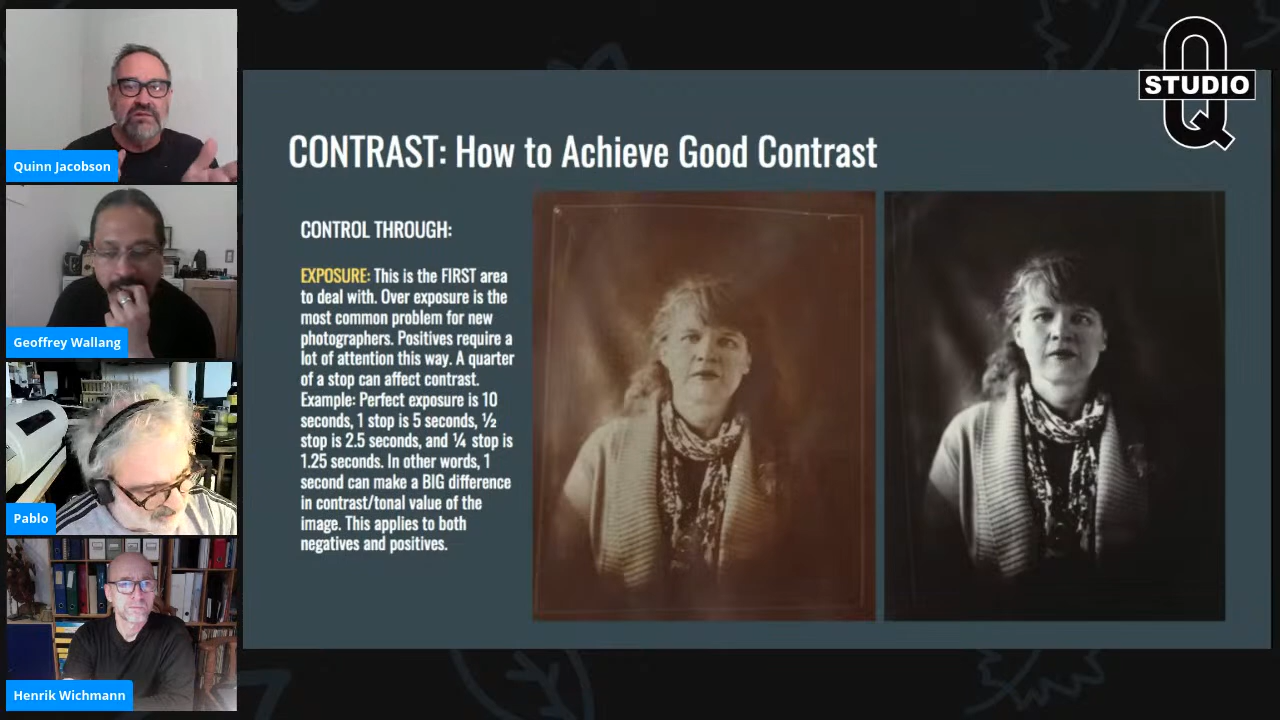 Quinn Jacobson
Geoffrey Wallang
Pablo
Henrik Wichmann
STUDIO
Q
CONTRAST: How to Achieve Good Contrast
CONTROL THROUGH:
EXPOSURE: This is the FIRST area
to deal with. Over exposure is the
most common problem for new
photographers. Positives require a
lot of attention this way. A quarter
of a stop can affect contrast.
Example: Perfect exposure is 10
seconds, 1 stop is 5 seconds, ½
stop is 2.5 seconds, and ¼ stop is
1.25 seconds. In other words, 1
second can make a BIG difference
in contrast/tonal value of the
image. This applies to both
negatives and positives.